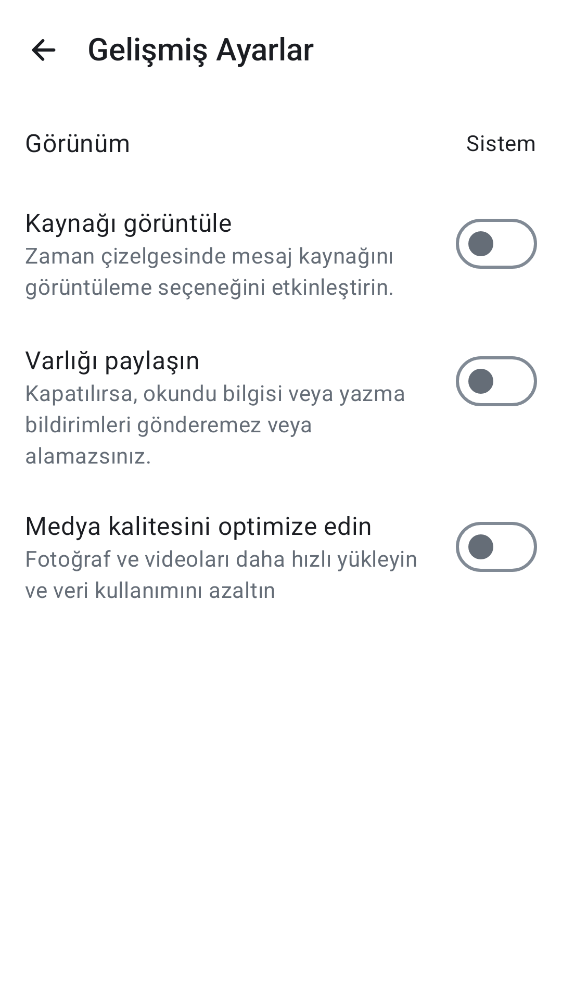 Gelişmiş Ayarlar
Görünüm Sistem
Kaynağı görüntüle
Zaman çizelgesinde mesaj kaynağını
görüntüleme seçeneğini etkinleştirin.
Varlığı paylaşın
Kapatılırsa, okundu bilgisi veya yazma
bildirimleri gönderemez veya
alamazsınız.
Medya kalitesini optimize edin
Fotoğraf ve videoları daha hızlı yükleyin
ve veri kullanımını azaltın